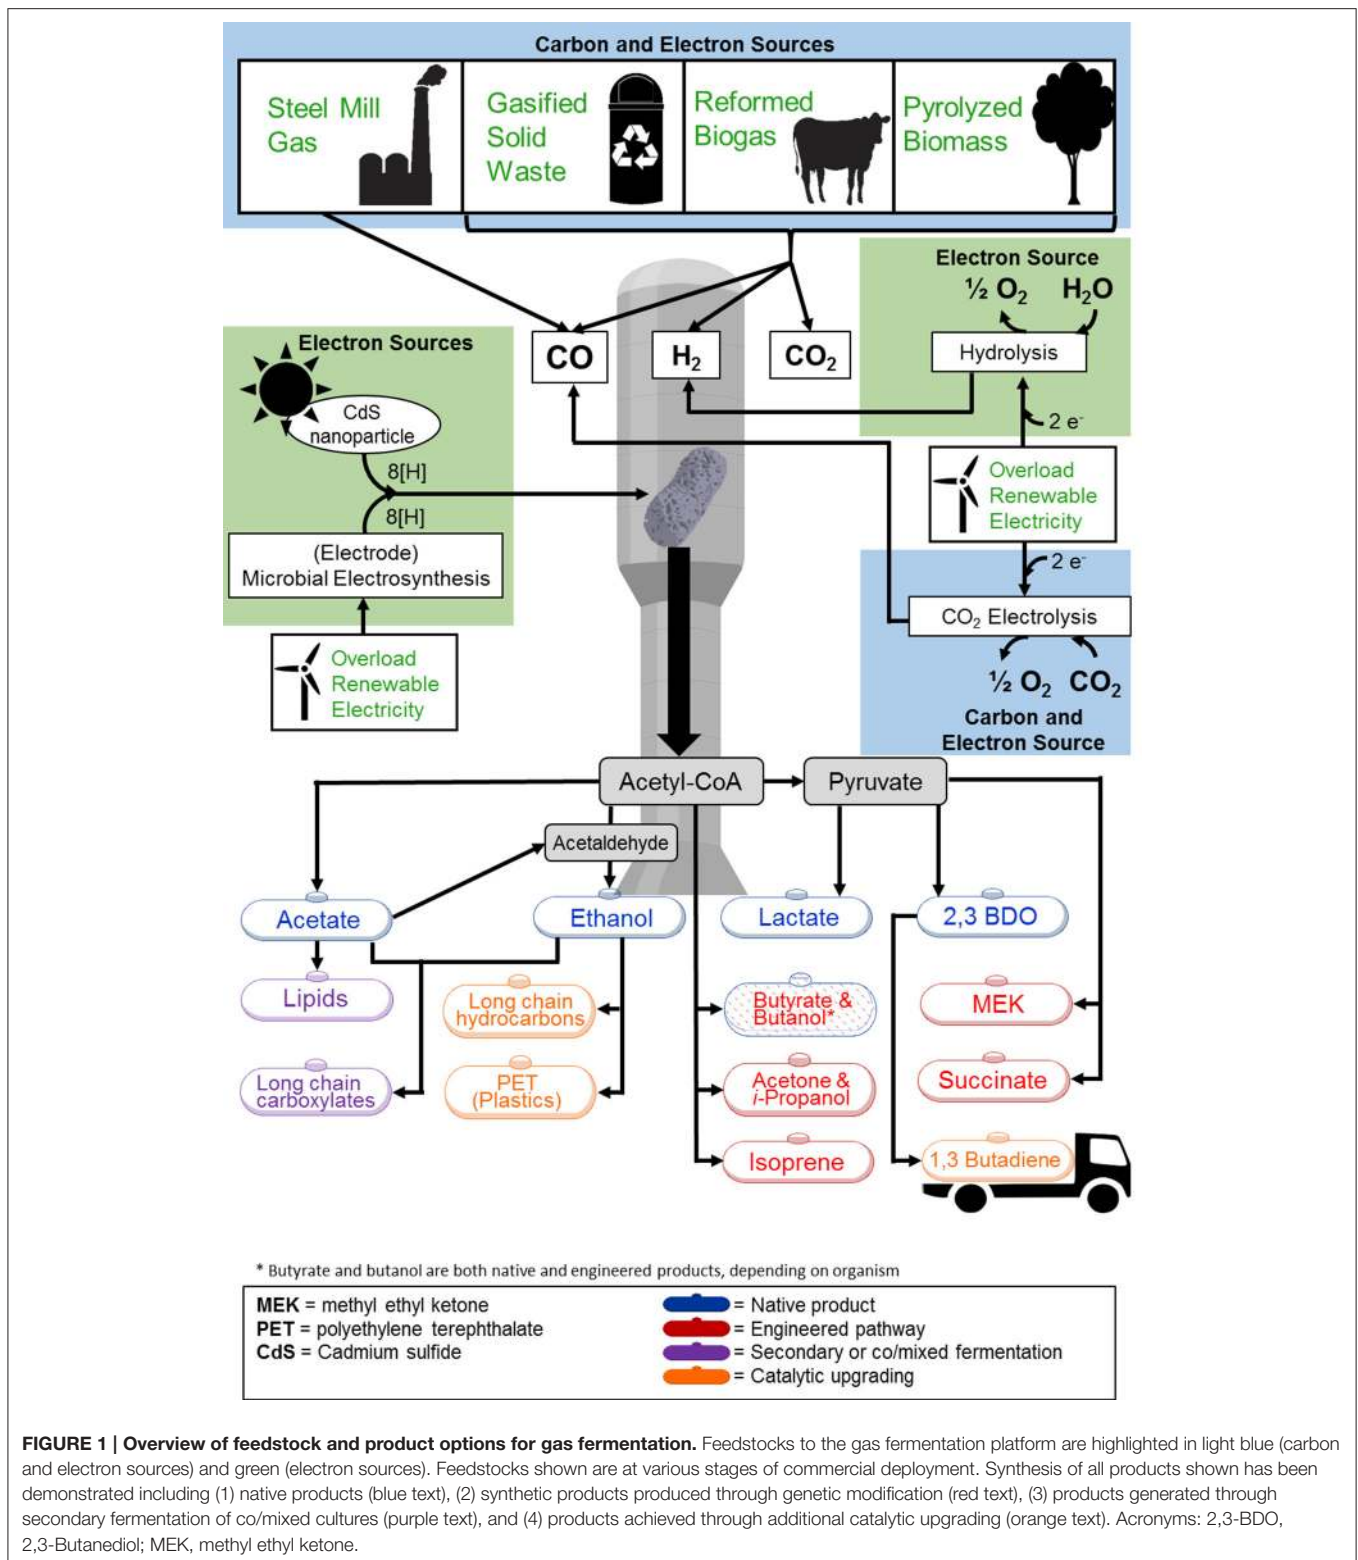 Carbon and Electron Sources
Steel Mill
Gas
Gasified
Solid
Waste
Reformed
Biogas
Pyrolyzed
Biomass
Electron Source
½ O₂ H₂O
Hydrolysis
2 e⁻
CO
H₂
CO₂
Electron Sources
CdS
nanoparticle
8[H]
8[H]
(Electrode)
Microbial Electrosynthesis
Overload
Renewable
Electricity
Overload
Renewable
Electricity
2 e⁻
CO₂ Electrolysis
½ O₂ CO₂
Carbon and
Electron Source
Acetyl-CoA
Pyruvate
Acetaldehyde
Acetate
Ethanol
Lactate
2,3 BDO
Lipids
Long chain
hydrocarbons
Butyrate &
Butanol*
MEK
Long chain
carboxylates
PET
(Plastics)
Acetone &
i-Propanol
Succinate
Isoprene
1,3 Butadiene
* Butyrate and butanol are both native and engineered products, depending on organism
MEK = methyl ethyl ketone
PET = polyethylene terephthalate
CdS = Cadmium sulfide
= Native product
= Engineered pathway
= Secondary or co/mixed fermentation
= Catalytic upgrading
FIGURE 1 | Overview of feedstock and product options for gas fermentation. Feedstocks to the gas fermentation platform are highlighted in light blue (carbon
and electron sources) and green (electron sources). Feedstocks shown are at various stages of commercial deployment. Synthesis of all products shown has been
demonstrated including (1) native products (blue text), (2) synthetic products produced through genetic modification (red text), (3) products generated through
secondary fermentation of co/mixed cultures (purple text), and (4) products achieved through additional catalytic upgrading (orange text). Acronyms: 2,3-BDO,
2,3-Butanediol; MEK, methyl ethyl ketone.